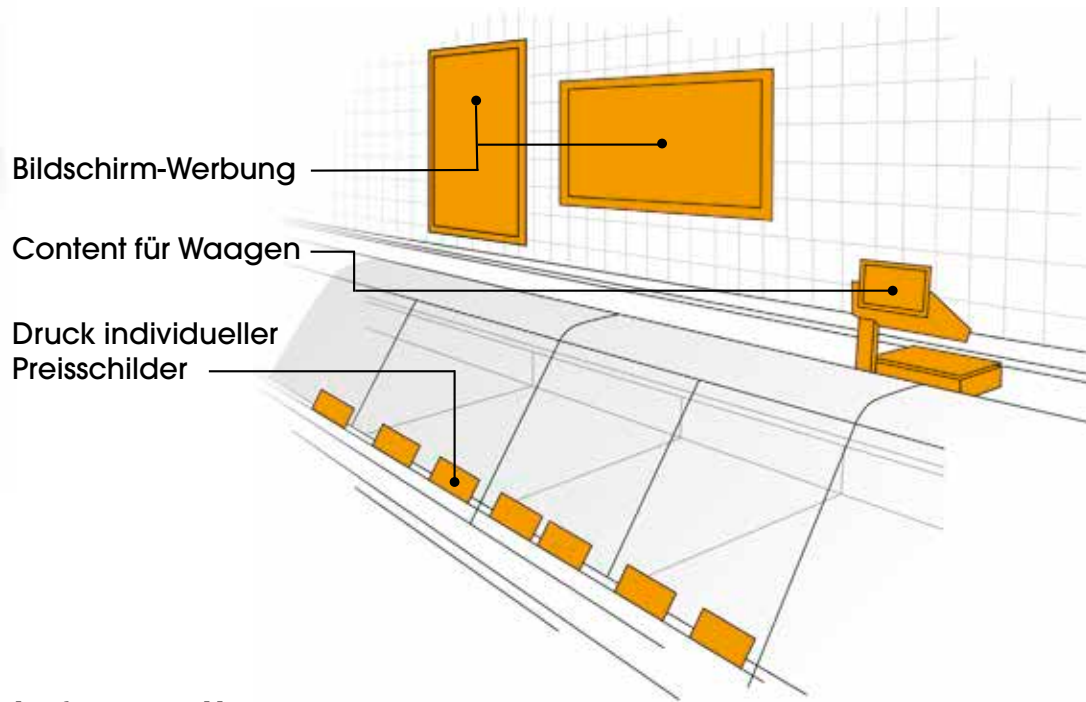 Bildschirm-Werbung
Content für Waagen
Druck individueller
Preisschilder